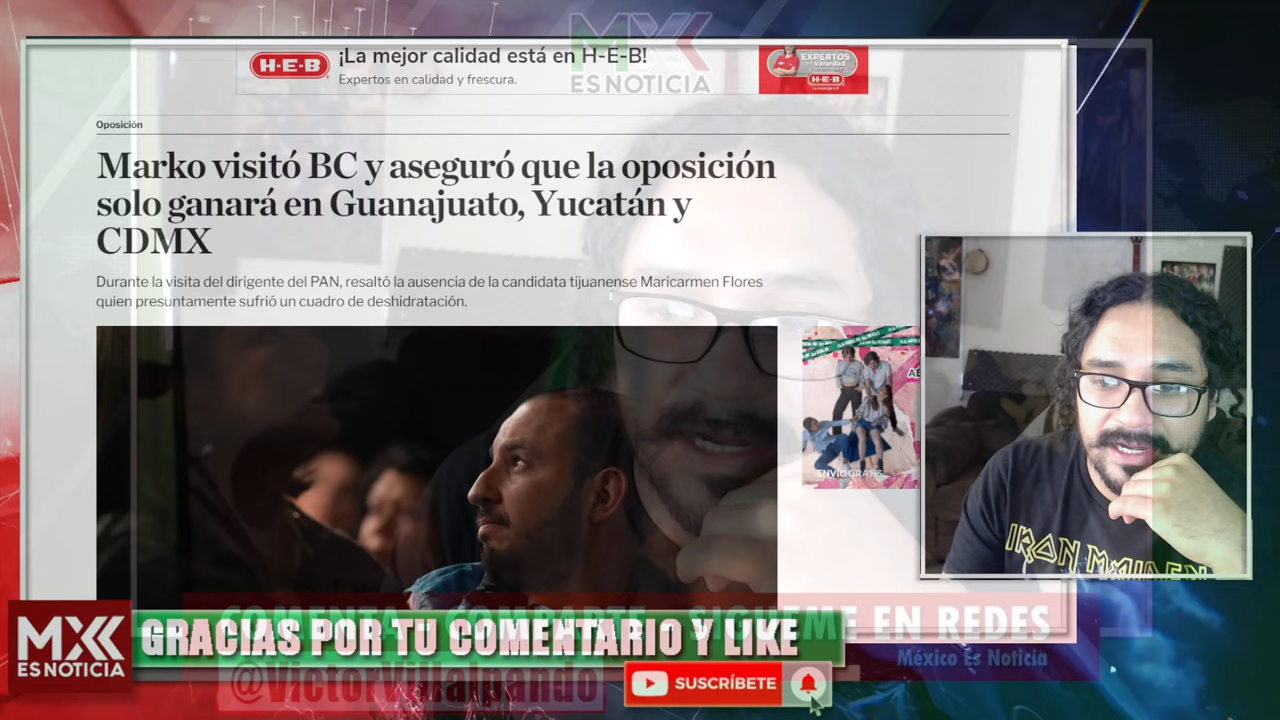 MX
ES NOTICIA
H-E-B
¡La mejor calidad está en H-E-B!
Expertos en calidad y frescura.
EXPERTOS
en variedad
H-E-B
Oposición
Marko visitó BC y aseguró que la oposición
solo ganará en Guanajuato, Yucatán y
CDMX
Durante la visita del dirigente del PAN, resaltó la ausencia de la candidata tijuanense Maricarmen Flores
quien presuntamente sufrió un cuadro de deshidratación.
ENVÍO GRATIS
IRON MAIDEN
COMENTA - COMPARTE - SIGUEME EN REDES
MX
ES NOTICIA
GRACIAS POR TU COMENTARIO Y LIKE
México Es Noticia
@VictorVillalpando
SUSCRÍBETE